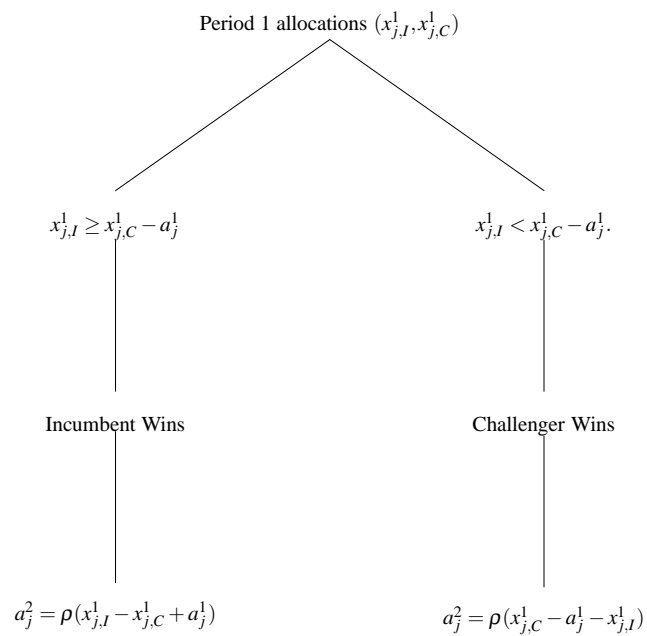 Period 1 allocations $(x^1_{j,I}, x^1_{j,C})$
$x^1_{j,I} \geq x^1_{j,C} - a^1_j$
$x^1_{j,I} < x^1_{j,C} - a^1_j.$
Incumbent Wins
Challenger Wins
$a^2_j = \rho(x^1_{j,I} - x^1_{j,C} + a^1_j)$
$a^2_j = \rho(x^1_{j,C} - a^1_j - x^1_{j,I})$